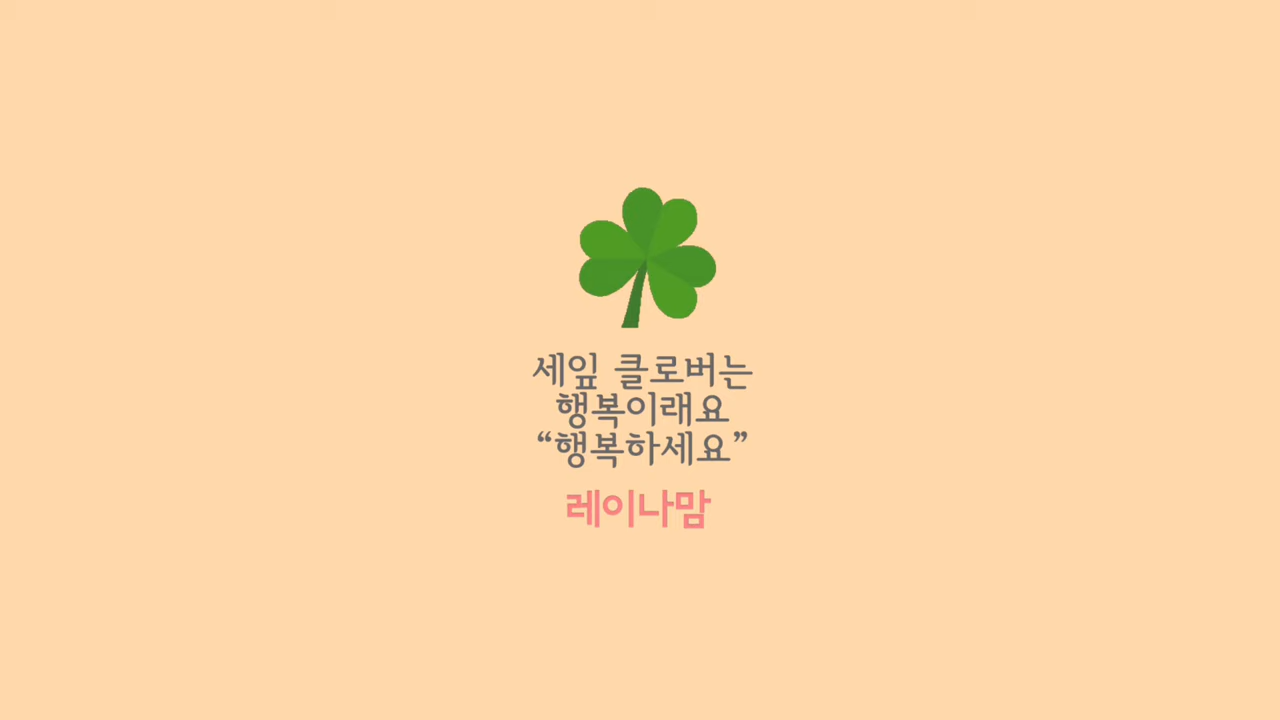 세잎 클로버는
행복이래요
“행복하세요”
레이나맘